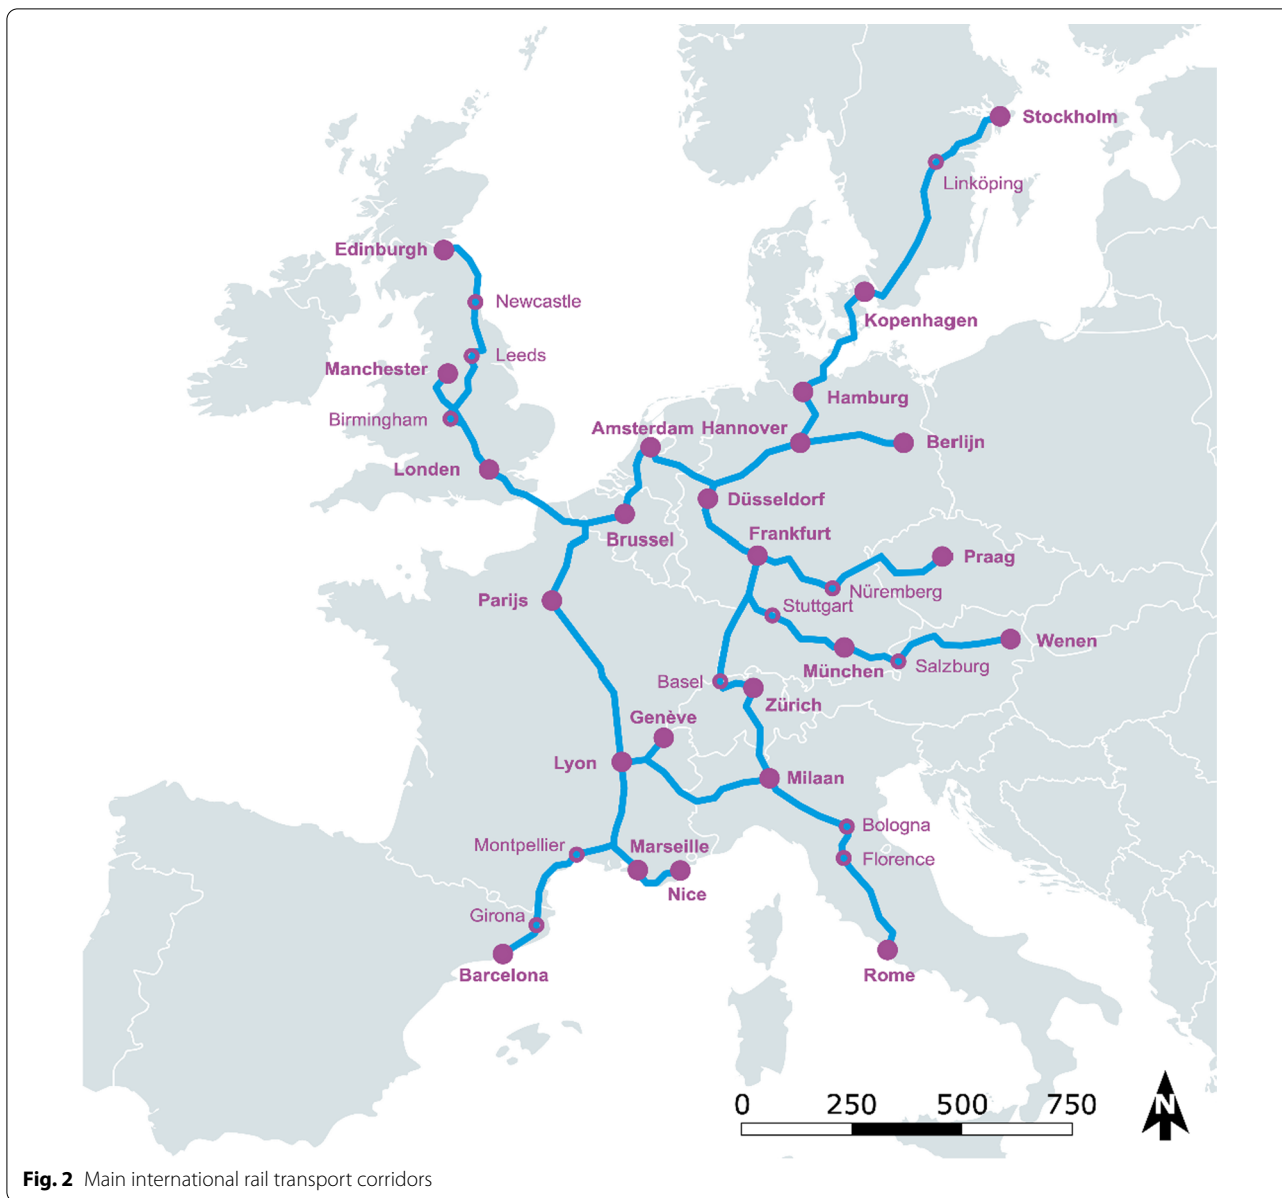 Stockholm
Linköping
Edinburgh
Newcastle
Kopenhagen
Leeds
Manchester
Hamburg
Birmingham
Amsterdam
Hannover
Berlijn
Londen
Düsseldorf
Brussel
Frankfurt
Praag
Nüremberg
Parijs
Stuttgart
Wenen
Salzburg
München
Basel
Zürich
Genève
Lyon
Milaan
Bologna
Montpellier
Marseille
Florence
Nice
Girona
Barcelona
Rome
0 250 500 750
N
Fig. 2 Main international rail transport corridors